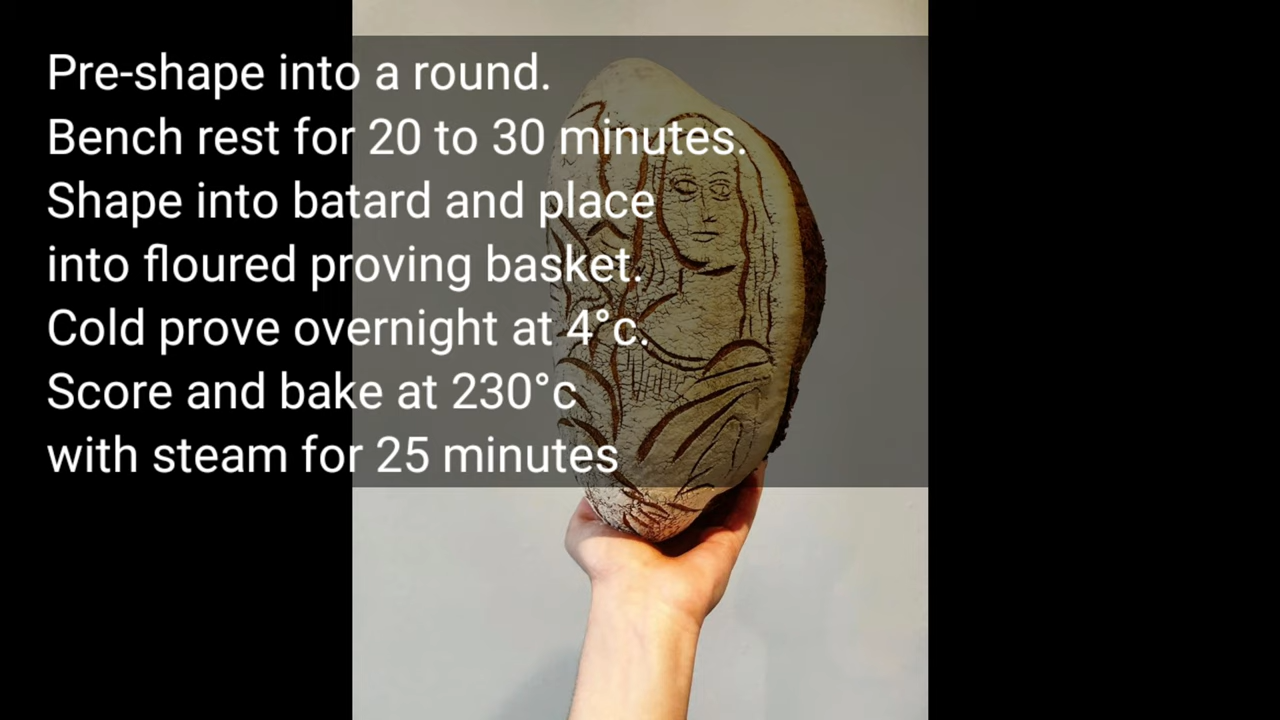 Pre-shape into a round.
Bench rest for 20 to 30 minutes.
Shape into batard and place
into floured proving basket.
Cold prove overnight at 4°c.
Score and bake at 230°c
with steam for 25 minutes